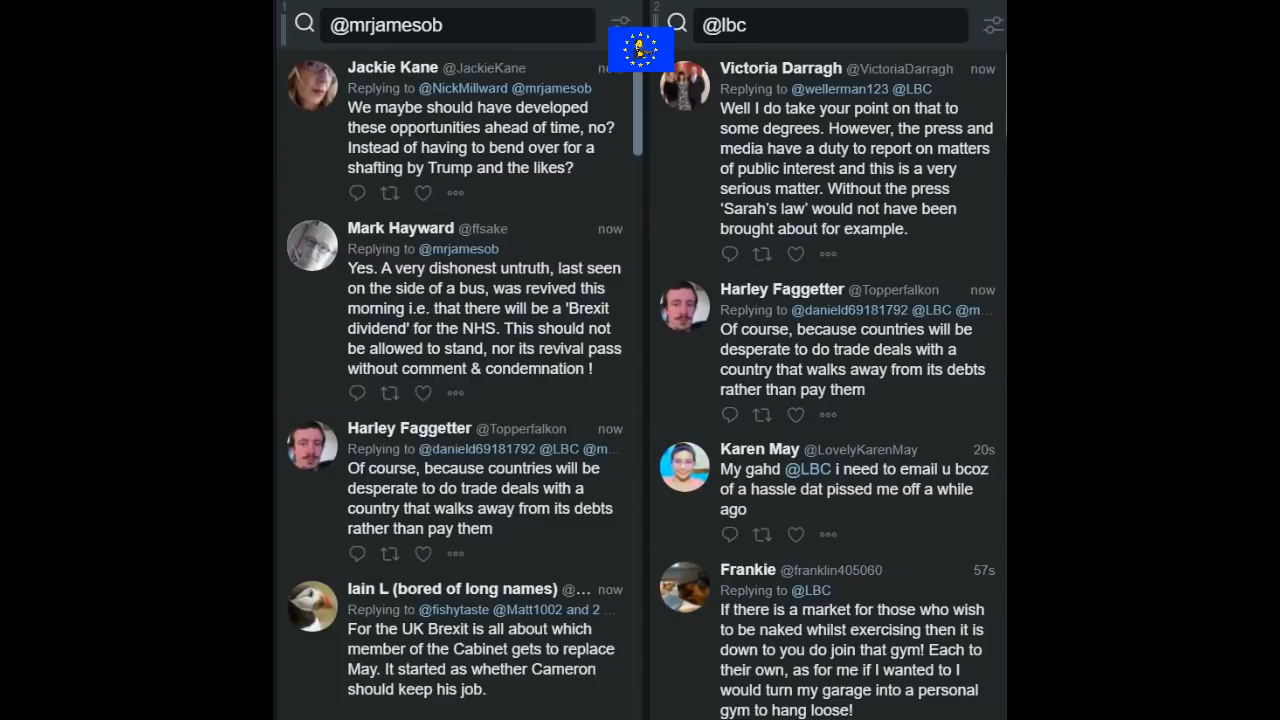 1
@mrjamesob
Jackie Kane @JackieKane now
Replying to @NickMillward @mrjamesob
We maybe should have developed
these opportunities ahead of time, no?
Instead of having to bend over for a
shafting by Trump and the likes?
Mark Hayward @ffsake now
Replying to @mrjamesob
Yes. A very dishonest untruth, last seen
on the side of a bus, was revived this
morning i.e. that there will be a 'Brexit
dividend' for the NHS. This should not
be allowed to stand, nor its revival pass
without comment & condemnation !
Harley Faggetter @Topperfalkon now
Replying to @danield69181792 @LBC @m...
Of course, because countries will be
desperate to do trade deals with a
country that walks away from its debts
rather than pay them
Iain L (bored of long names) @... now
Replying to @fishytaste @Matt1002 and 2 ...
For the UK Brexit is all about which
member of the Cabinet gets to replace
May. It started as whether Cameron
should keep his job.
2
@lbc
Victoria Darragh @VictoriaDarragh now
Replying to @wellerman123 @LBC
Well I do take your point on that to
some degrees. However, the press and
media have a duty to report on matters
of public interest and this is a very
serious matter. Without the press
‘Sarah’s law’ would not have been
brought about for example.
Harley Faggetter @Topperfalkon now
Replying to @danield69181792 @LBC @m...
Of course, because countries will be
desperate to do trade deals with a
country that walks away from its debts
rather than pay them
Karen May @LovelyKarenMay 20s
My gahd @LBC i need to email u bcoz
of a hassle dat pissed me off a while
ago
Frankie @franklin405060 57s
Replying to @LBC
If there is a market for those who wish
to be naked whilst exercising then it is
down to you do join that gym! Each to
their own, as for me if I wanted to I
would turn my garage into a personal
gym to hang loose!